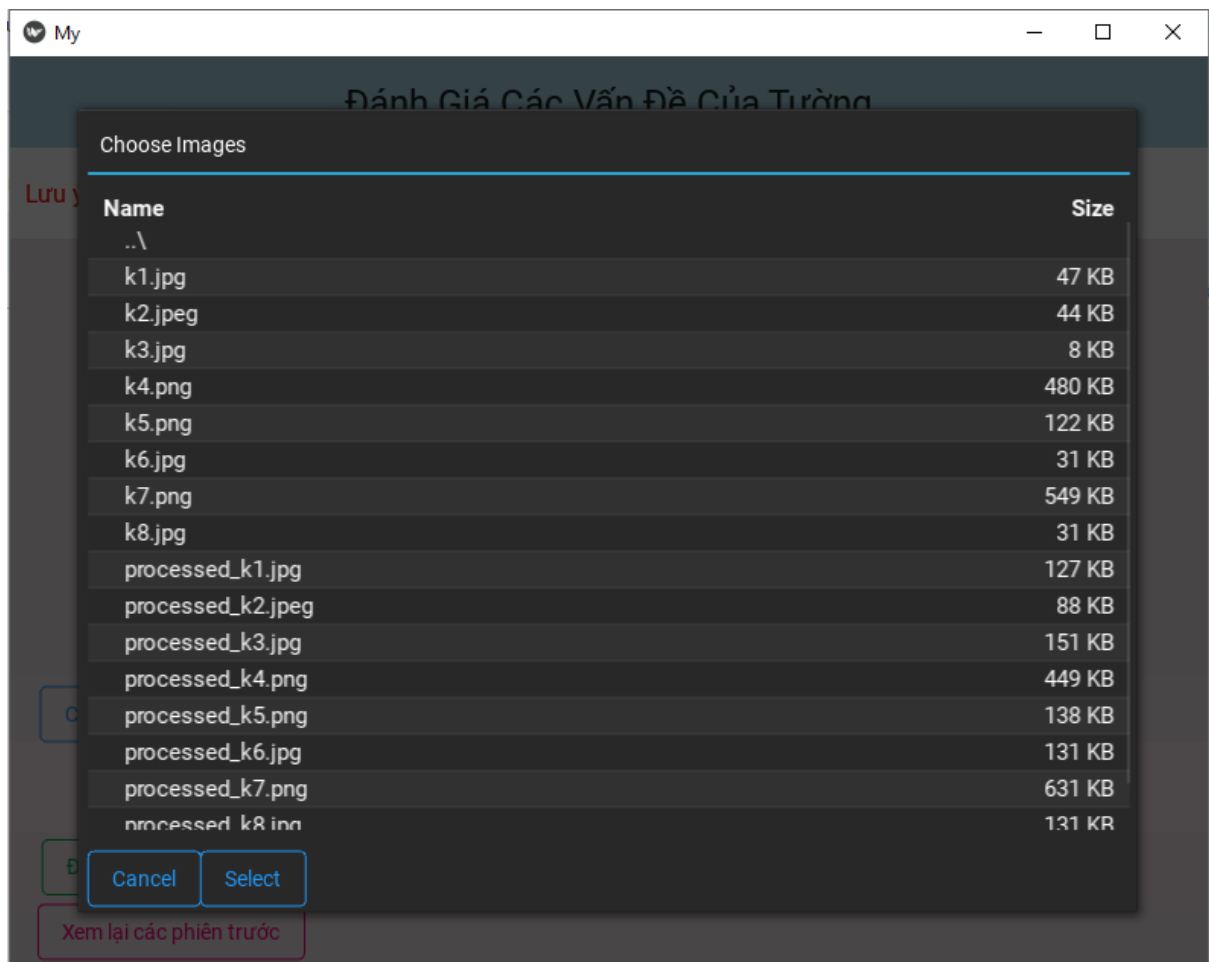 My
Đánh Giá Các Vấn Đề Của Tường
Choose Images
Lưu ý
Name Size
..\
k1.jpg 47 KB
k2.jpeg 44 KB
k3.jpg 8 KB
k4.png 480 KB
k5.png 122 KB
k6.jpg 31 KB
k7.png 549 KB
k8.jpg 31 KB
processed_k1.jpg 127 KB
processed_k2.jpeg 88 KB
processed_k3.jpg 151 KB
processed_k4.png 449 KB
processed_k5.png 138 KB
processed_k6.jpg 131 KB
processed_k7.png 631 KB
processed_k8.jpg 131 KB
Cancel Select
Xem lại các phiên trước